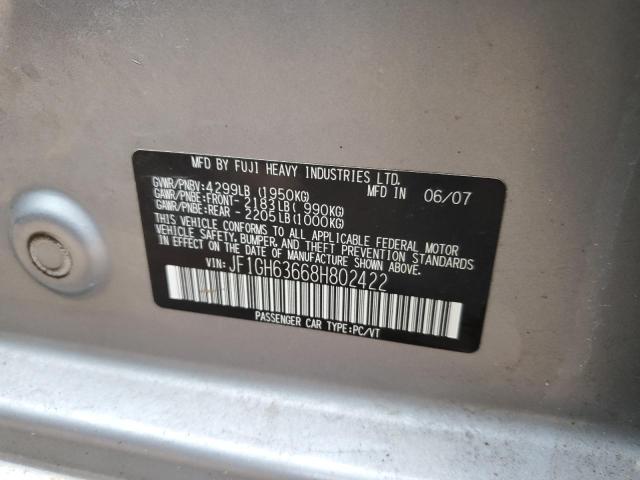 MFD BY FUJI HEAVY INDUSTRIES LTD.
GVWR/PNBV:4299LB (1950KG) MFD IN 06/07
GAWR/PNBE:FRONT- 2183LB( 990KG)
GAWR/PNBE:REAR - 2205LB(1000KG)
THIS VEHICLE CONFORMS TO ALL APPLICABLE FEDERAL MOTOR
VEHICLE SAFETY, BUMPER, AND THEFT PREVENTION STANDARDS
IN EFFECT ON THE DATE OF MANUFACTURE SHOWN ABOVE.
VIN: JF1GH63668H802422
PASSENGER CAR TYPE:PC/VT